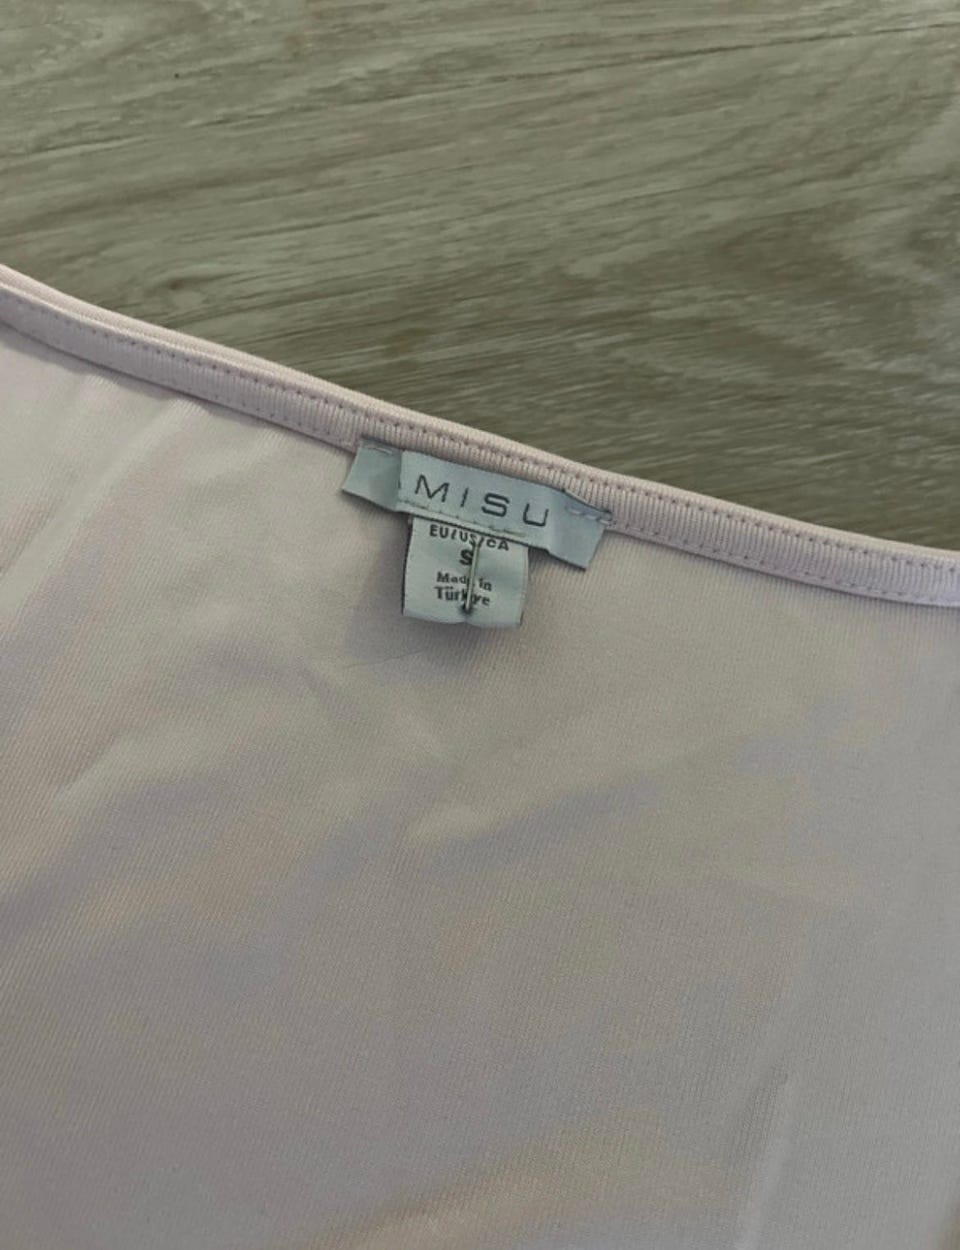 MISU
EU/US/CA
S
Made in
Türkiye